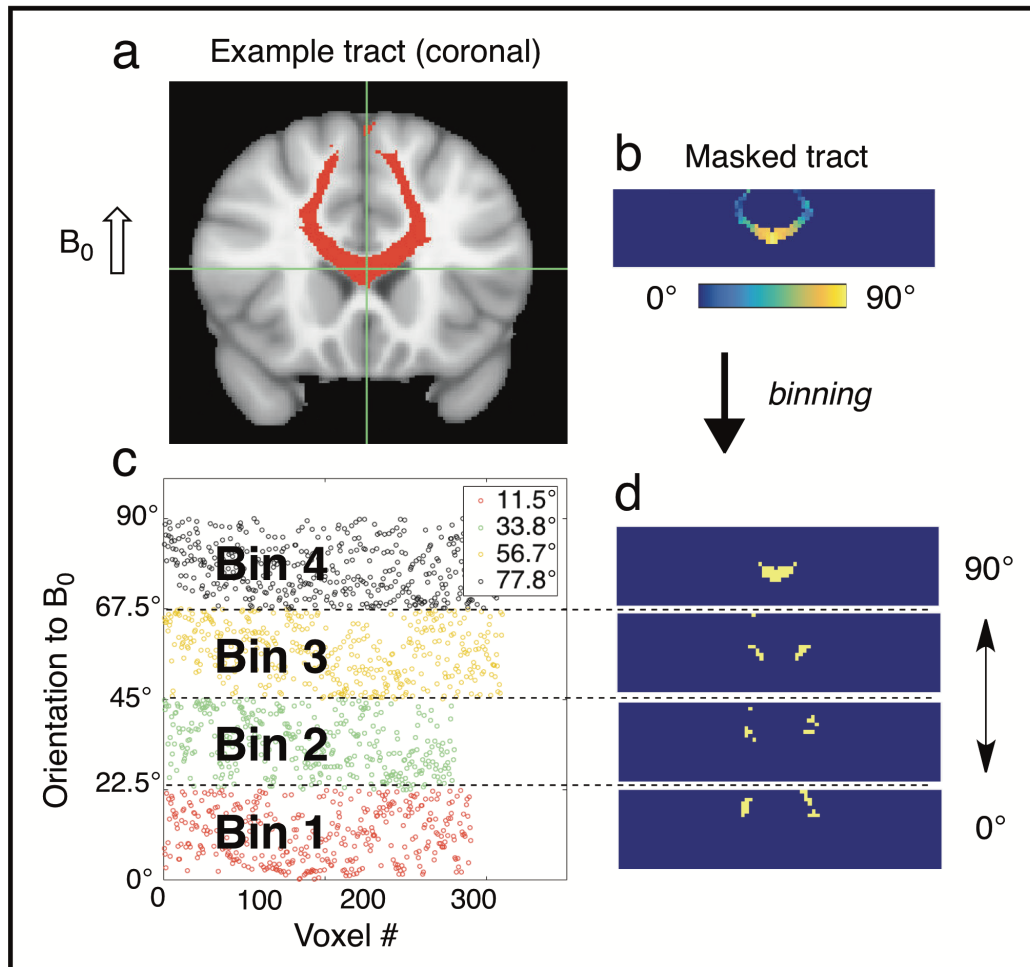 a
Example tract (coronal)
B0
b
Masked tract
0° 90°
binning
c
Orientation to B0
90°
67.5°
45°
22.5°
0°
Bin 4
Bin 3
Bin 2
Bin 1
11.5°
33.8°
56.7°
77.8°
0 100 200 300
Voxel #
d
90°
0°